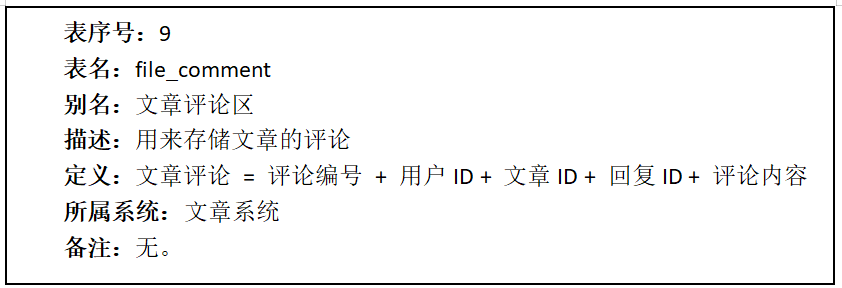 表序号：9
表名：file_comment
别名：文章评论区
描述：用来存储文章的评论
定义：文章评论 = 评论编号 + 用户 ID + 文章 ID + 回复 ID + 评论内容
所属系统：文章系统
备注：无。